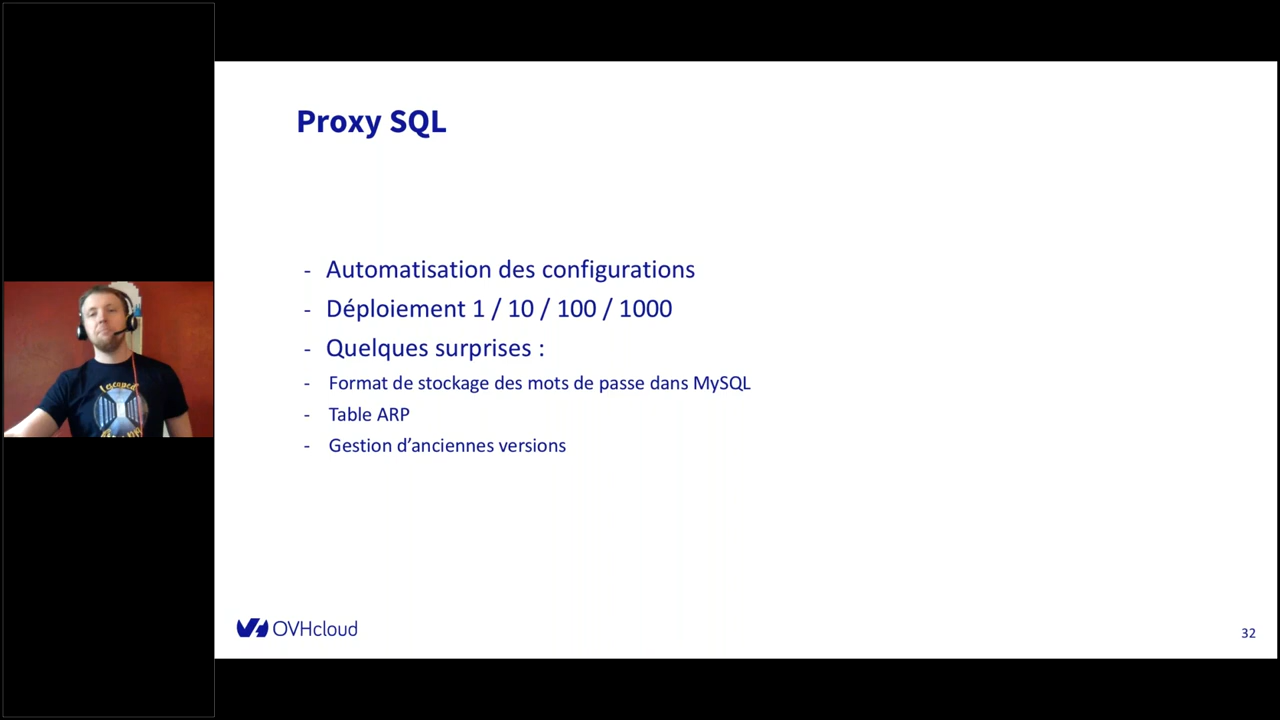 Proxy SQL
- Automatisation des configurations
- Déploiement 1 / 10 / 100 / 1000
- Quelques surprises :
- Format de stockage des mots de passe dans MySQL
- Table ARP
- Gestion d’anciennes versions
I escaped
OVHcloud
32